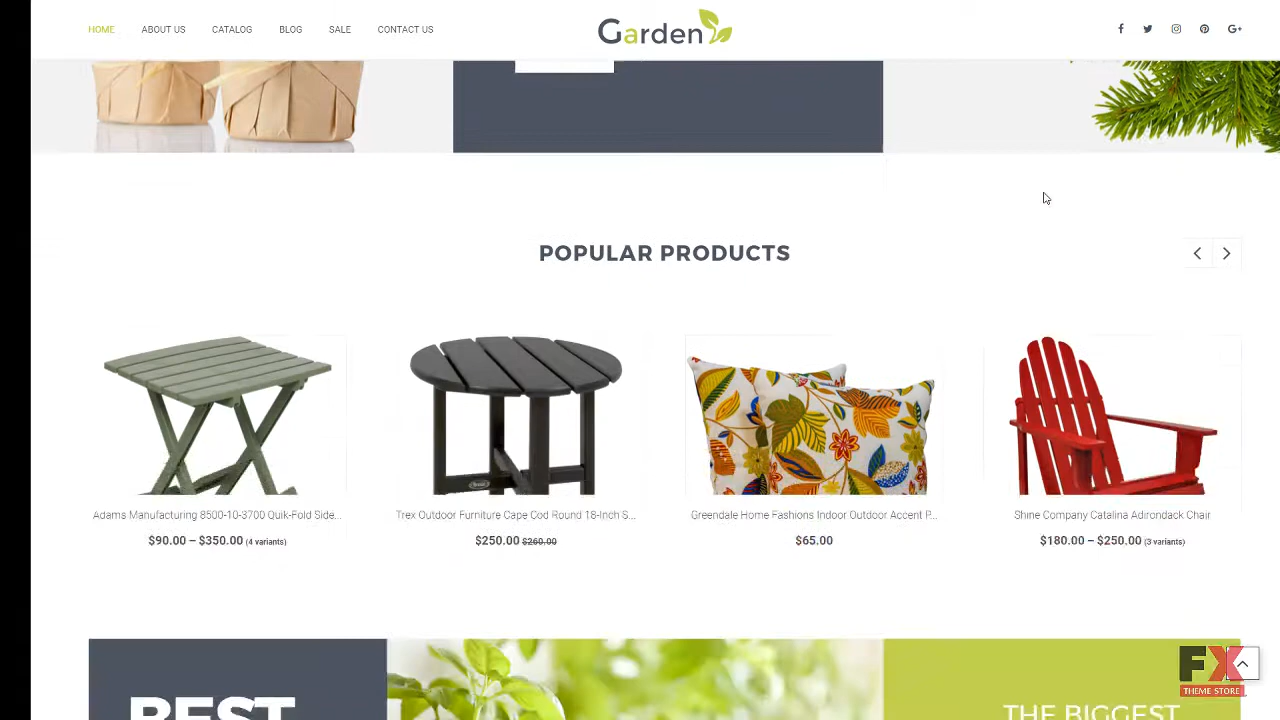 HOME ABOUT US CATALOG BLOG SALE CONTACT US
Garden
POPULAR PRODUCTS
Adams Manufacturing 8500-10-3700 Quik-Fold Side...
$90.00 – $350.00 (4 variants)
Trex Outdoor Furniture Cape Cod Round 18-Inch S...
$250.00 $260.00
Greendale Home Fashions Indoor Outdoor Accent P...
$65.00
Shine Company Catalina Adirondack Chair
$180.00 – $250.00 (3 variants)
BEST
THE BIGGEST
FX
THEME STORE